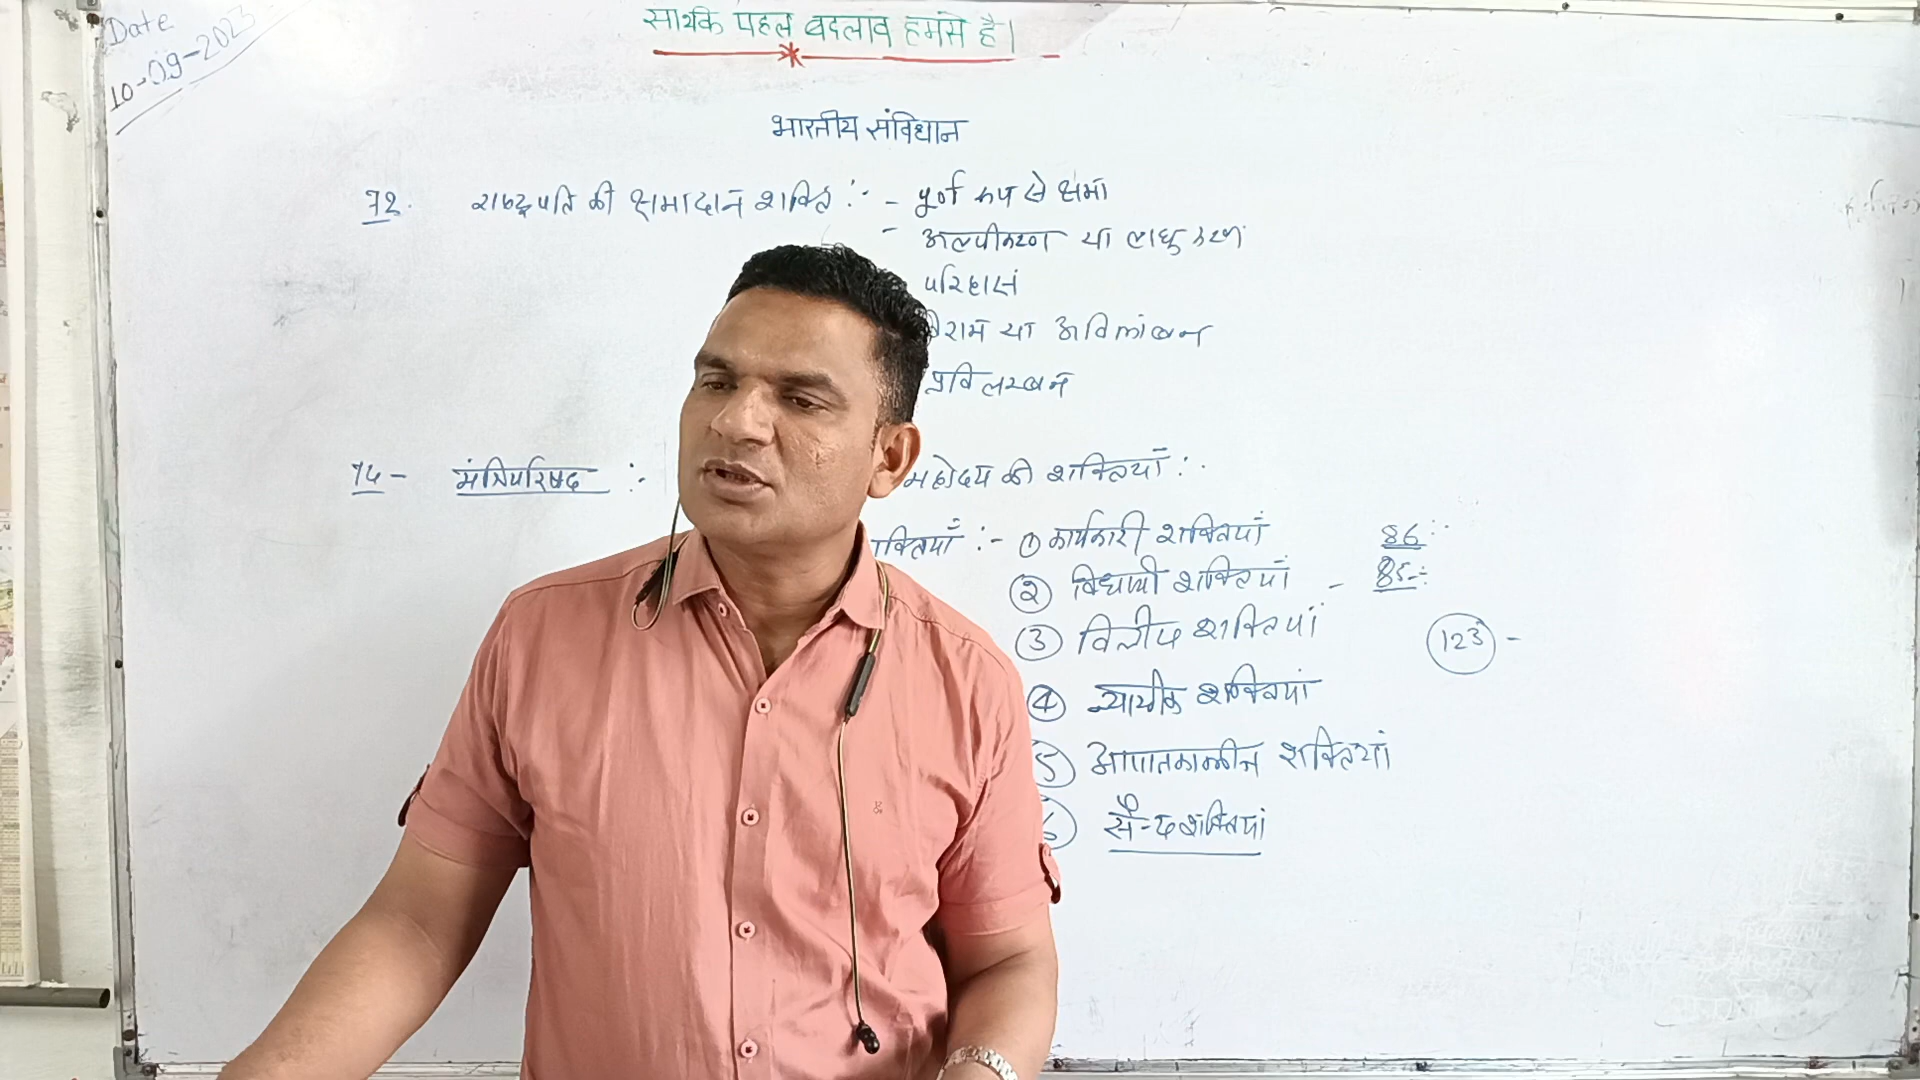 Date
10-09-2023
सार्थक पहल बदलाव हमसे है।
भारतीय संविधान
72. राष्ट्रपति की क्षमादान शक्ति :- - पूर्ण रूप से क्षमा
- अल्पीकरण या लघुकरण
परिहास
विराम या अविलंबन
प्रविलम्बन
74- मंत्रिपरिषद :- महोदय की शक्तियाँ :-
क्तियाँ :- ① कार्यकारी शक्तियाँ 86 :-
② विधायी शक्तियाँ - 85 :-
③ वित्तीय शक्तियां 123 -
④ न्यायीक शक्तियां
5 आपातकालीन शक्तियां
6 सैन्य शक्तियां